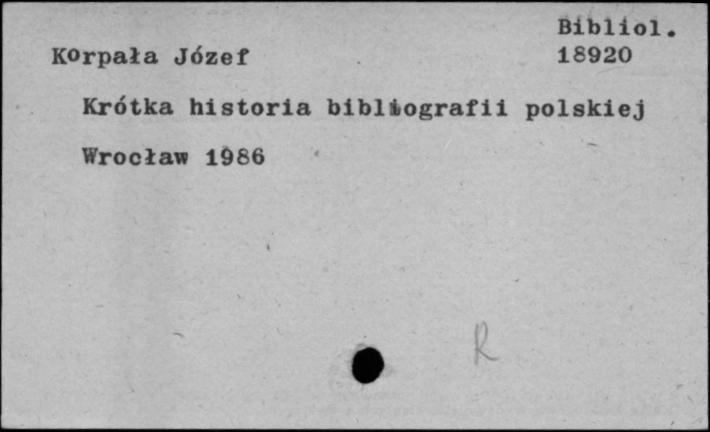 Bibliol.
Korpała Józef 18920
Krótka historia bibliografii polskiej
Wrocław 1986
R